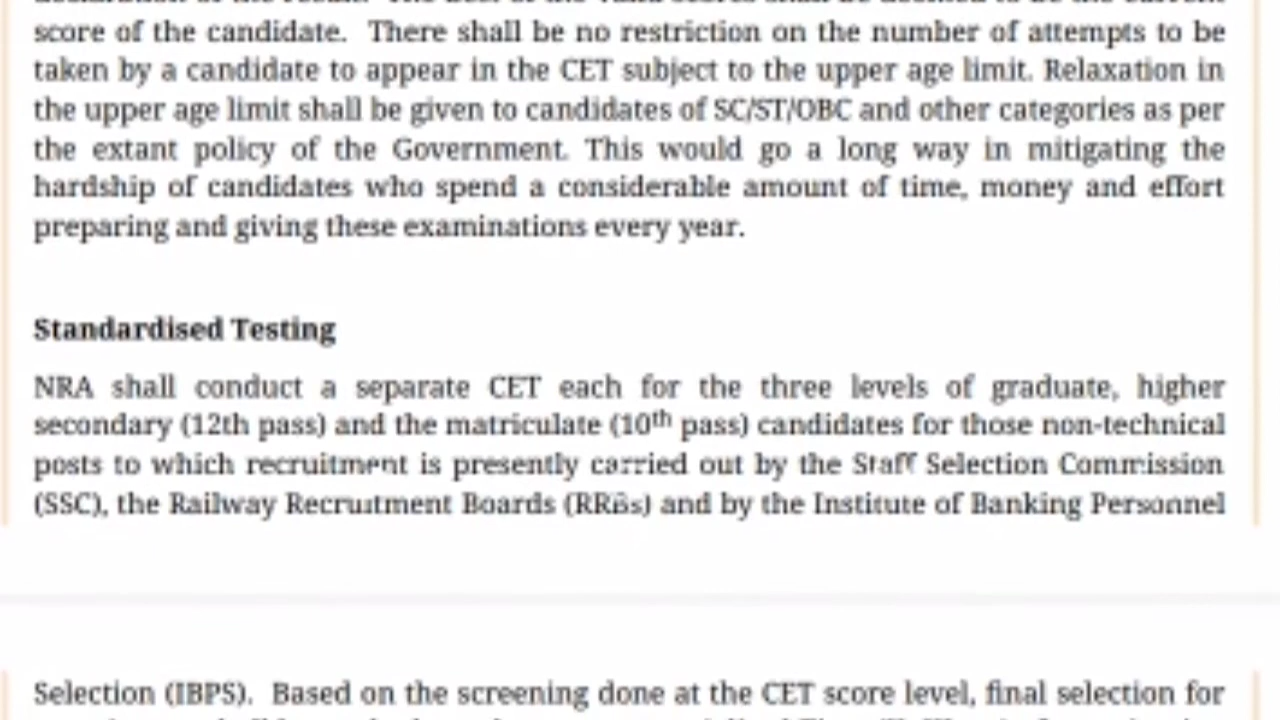 score of the candidate. There shall be no restriction on the number of attempts to be
taken by a candidate to appear in the CET subject to the upper age limit. Relaxation in
the upper age limit shall be given to candidates of SC/ST/OBC and other categories as per
the extant policy of the Government. This would go a long way in mitigating the
hardship of candidates who spend a considerable amount of time, money and effort
preparing and giving these examinations every year.
Standardised Testing
NRA shall conduct a separate CET each for the three levels of graduate, higher
secondary (12th pass) and the matriculate (10th pass) candidates for those non-technical
posts to which recruitment is presently carried out by the Staff Selection Commission
(SSC), the Railway Recruitment Boards (RRBs) and by the Institute of Banking Personnel
Selection (IBPS). Based on the screening done at the CET score level, final selection for